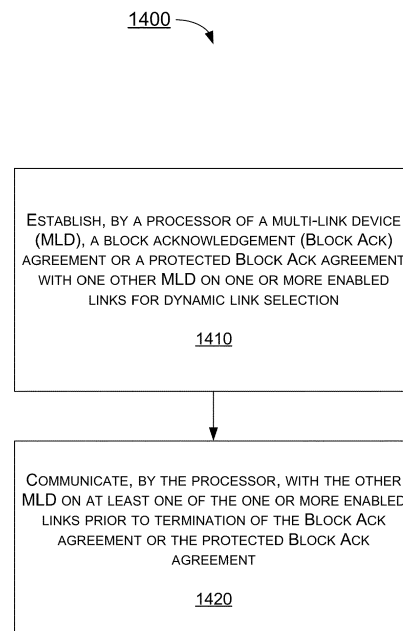 1400
ESTABLISH, BY A PROCESSOR OF A MULTI-LINK DEVICE
(MLD), A BLOCK ACKNOWLEDGEMENT (BLOCK ACK)
AGREEMENT OR A PROTECTED BLOCK ACK AGREEMENT
WITH ONE OTHER MLD ON ONE OR MORE ENABLED
LINKS FOR DYNAMIC LINK SELECTION
1410
COMMUNICATE, BY THE PROCESSOR, WITH THE OTHER
MLD ON AT LEAST ONE OF THE ONE OR MORE ENABLED
LINKS PRIOR TO TERMINATION OF THE BLOCK ACK
AGREEMENT OR THE PROTECTED BLOCK ACK
AGREEMENT
1420